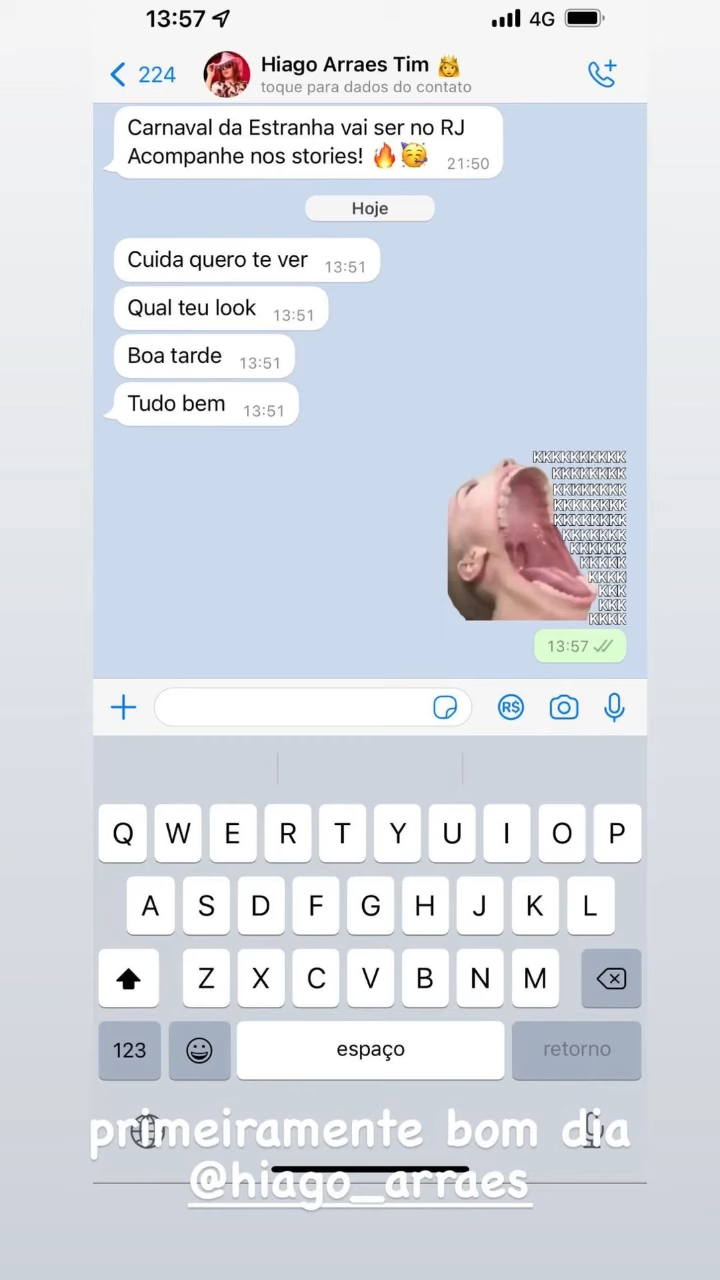 13:57
4G
224
Hiago Arraes Tim
toque para dados do contato
Carnaval da Estranha vai ser no RJ
Acompanhe nos stories! 🔥🥳
21:50
Hoje
Cuida quero te ver 13:51
Qual teu look 13:51
Boa tarde 13:51
Tudo bem 13:51
KKKKKKKKKK
KKKKKKKK
KKKKKKKK
KKKKKKKK
KKKKKKKK
KKKKKKK
KKKKKK
KKKKK
KKKK
KKK
KKK
KKKK
13:57
R$
Q W E R T Y U I O P
A S D F G H J K L
Z X C V B N M
123 espaço retorno
primeiramente bom dia
@hiago_arraes